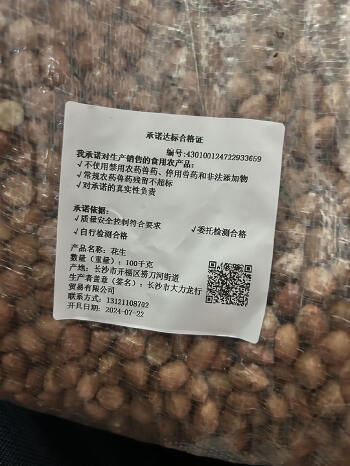 承诺达标合格证
编号:430100124722933659
我承诺对生产销售的食用农产品:
✓不使用禁用农药兽药、停用兽药和非法添加物
✓常规农药兽药残留不超标
✓对承诺的真实性负责
承诺依据:
✓质量安全控制符合要求 ✓委托检测合格
✓自行检测合格
产品名称: 花生
数量(重量): 100千克
产地: 长沙市开福区捞刀河街道
生产者盖章(签名): 长沙市大力龙行
贸易有限公司
联系方式: 13121108702
开具日期: 2024-07-22